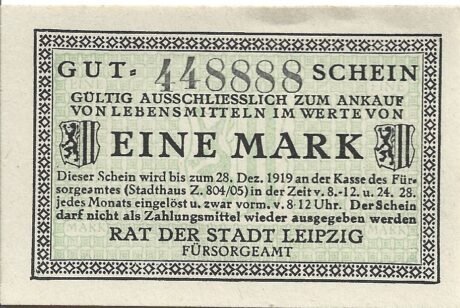 GUT= 448888 SCHEIN
GÜLTIG AUSSCHLIESSLICH ZUM ANKAUF
VON LEBENSMITTELN IM WERTE VON
EINE MARK
Dieser Schein wird bis zum 28. Dez. 1919 an der Kasse des Für-
sorgeamtes (Stadthaus Z. 804/05) in der Zeit v. 8.-12. u. 24. 28.
jedes Monats eingelöst u. zwar vorm. v. 8-12 Uhr. Der Schein
darf nicht als Zahlungsmittel wieder ausgegeben werden
RAT DER STADT LEIPZIG
FÜRSORGEAMT